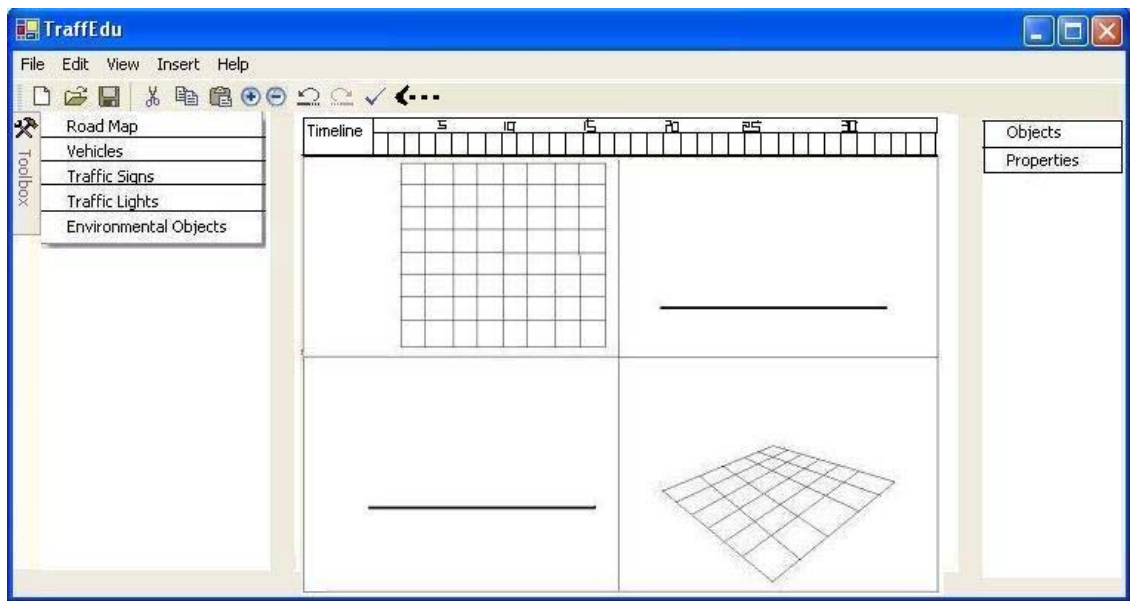 TraffEdu
File Edit View Insert Help
Toolbox
Road Map
Vehicles
Traffic Signs
Traffic Lights
Environmental Objects
Timeline 5 10 15 20 25 30
Objects
Properties